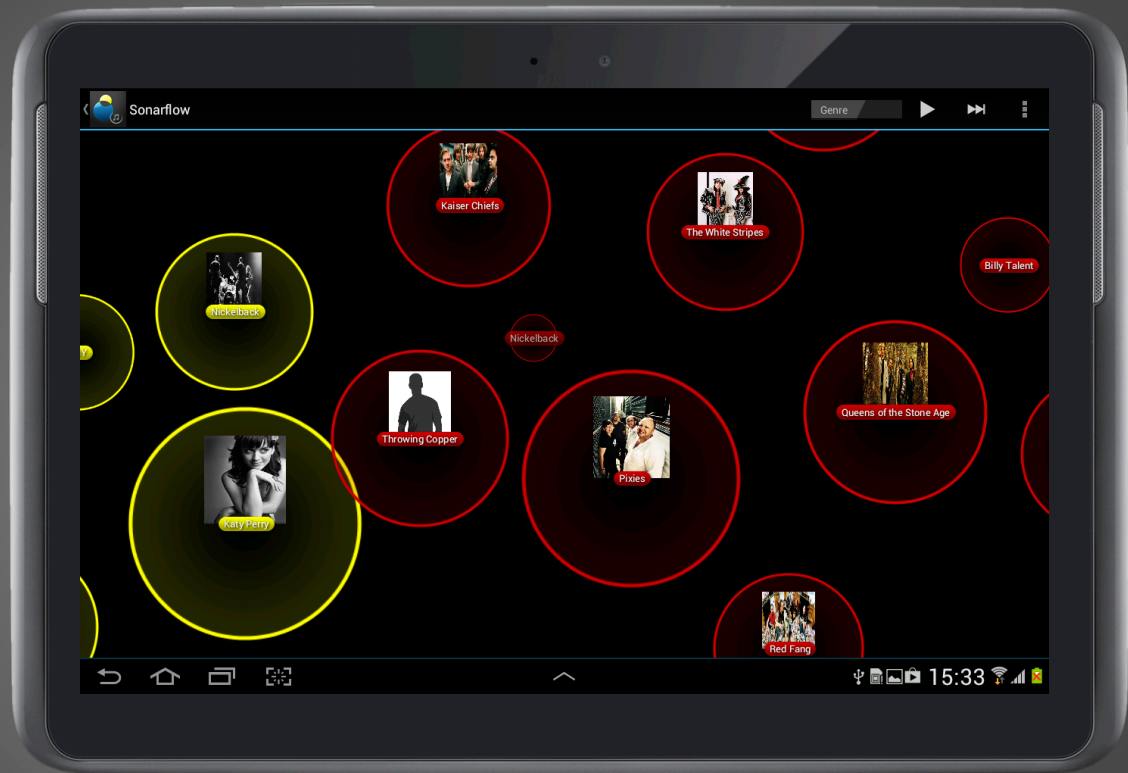 Sonarflow
Genre
Kaiser Chiefs
The White Stripes
Billy Talent
Nickelback
Nickelback
Queens of the Stone Age
Throwing Copper
Pixies
Katy Perry
Red Fang
15:33